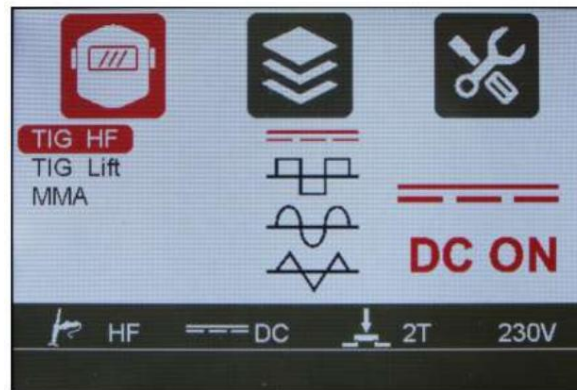 TIG HF
TIG Lift
MMA
DC ON
HF DC 2T 230V